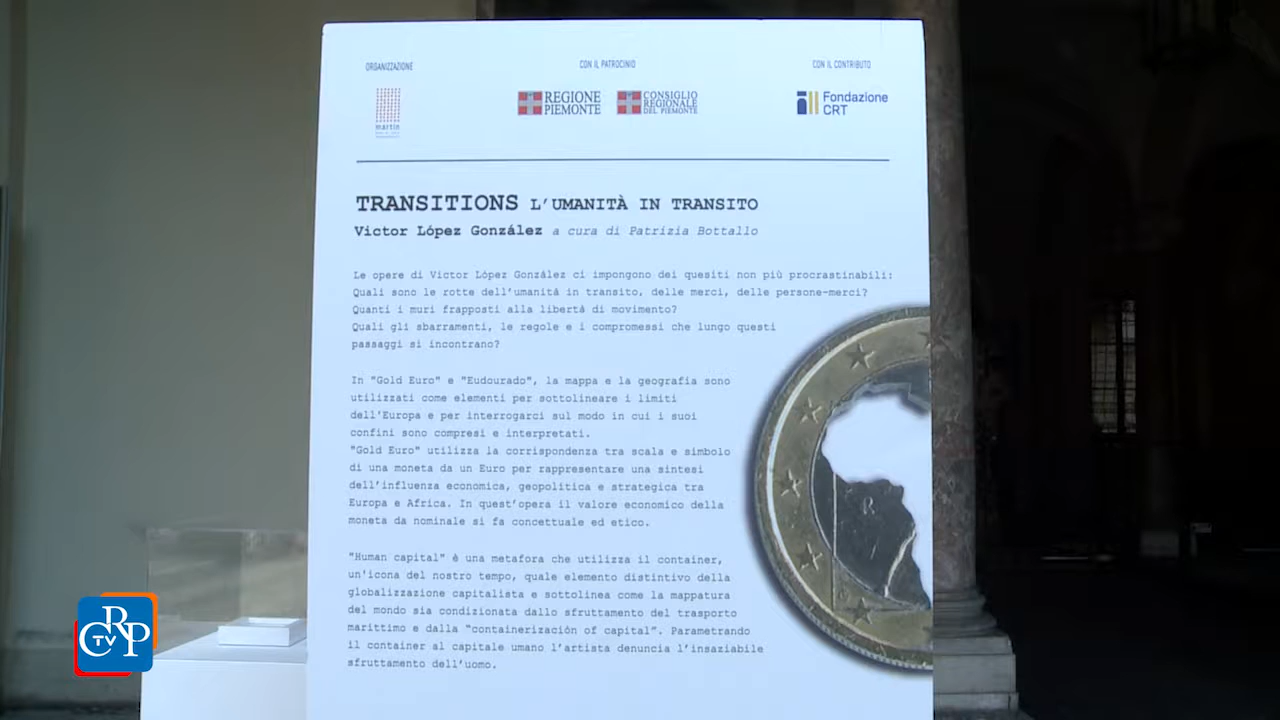 ORGANIZZAZIONE
CON IL PATROCINIO
CON IL CONTRIBUTO
martin
REGIONE
PIEMONTE
CONSIGLIO
REGIONALE
DEL PIEMONTE
Fondazione
CRT
TRANSITIONS L'UMANITÀ IN TRANSITO
Victor López González a cura di Patrizia Bottallo
Le opere di Victor López González ci impongono dei quesiti non più procrastinabili:
Quali sono le rotte dell'umanità in transito, delle merci, delle persone-merci?
Quanti i muri frapposti alla libertà di movimento?
Quali gli sbarramenti, le regole e i compromessi che lungo questi
passaggi si incontrano?
In "Gold Euro" e "Eudourado", la mappa e la geografia sono
utilizzati come elementi per sottolineare i limiti
dell'Europa e per interrogarci sul modo in cui i suoi
confini sono compresi e interpretati.
"Gold Euro" utilizza la corrispondenza tra scala e simbolo
di una moneta da un Euro per rappresentare una sintesi
dell'influenza economica, geopolitica e strategica tra
Europa e Africa. In quest'opera il valore economico della
moneta da nominale si fa concettuale ed etico.
"Human capital" è una metafora che utilizza il container,
un'icona del nostro tempo, quale elemento distintivo della
globalizzazione capitalista e sottolinea come la mappatura
del mondo sia condizionata dallo sfruttamento del trasporto
marittimo e dalla "containerización of capital". Parametrando
il container al capitale umano l'artista denuncia l'insaziabile
sfruttamento dell'uomo.
R
CRP
TV